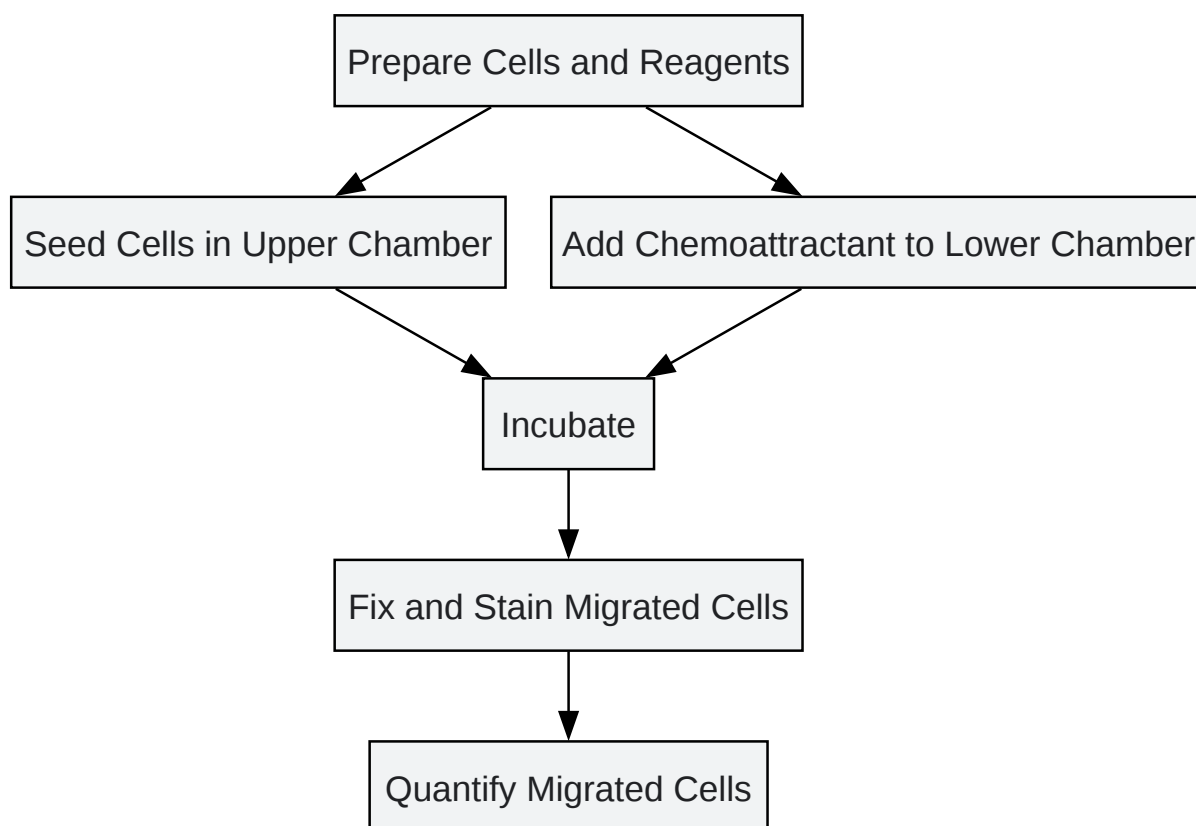 Prepare Cells and Reagents
Seed Cells in Upper Chamber
Add Chemoattractant to Lower Chamber
Incubate
Fix and Stain Migrated Cells
Quantify Migrated Cells